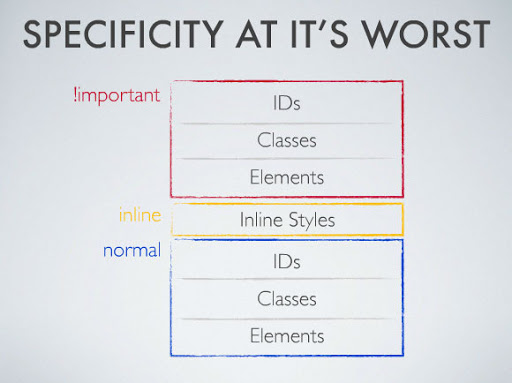 SPECIFICITY AT IT'S WORST
!important
IDs
Classes
Elements
inline
Inline Styles
normal
IDs
Classes
Elements